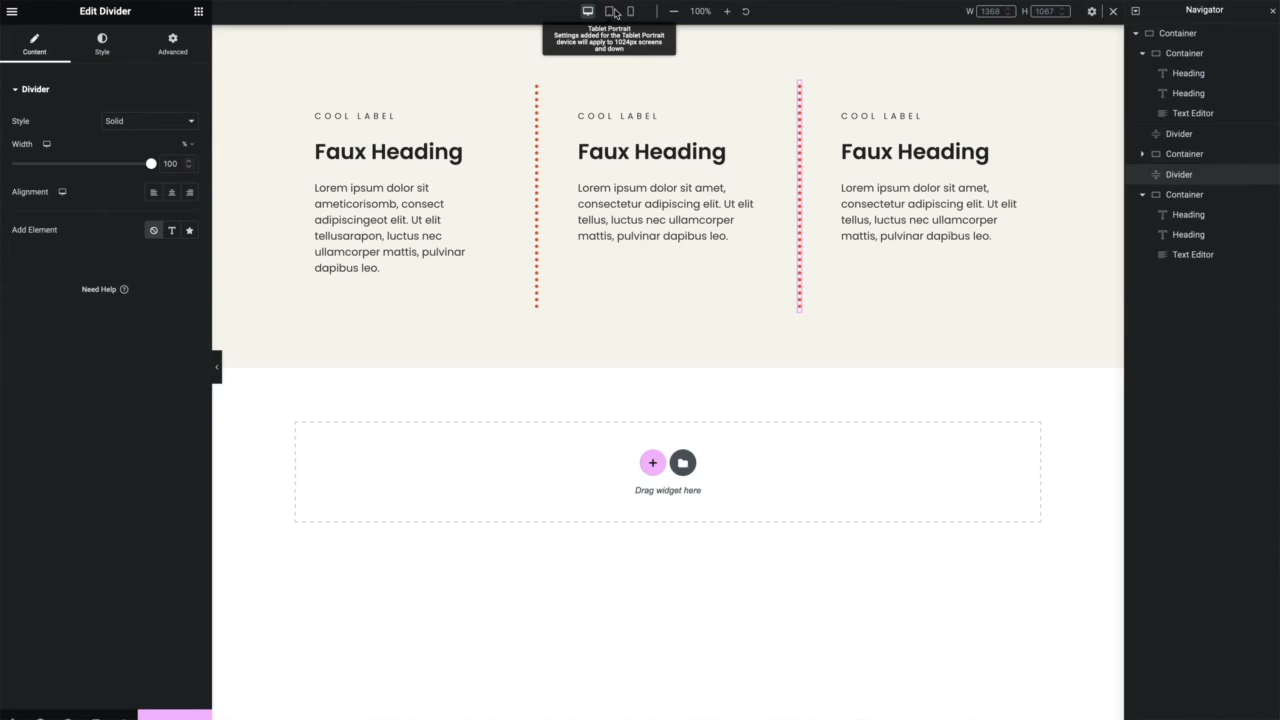 Edit Divider
100%
W 1368
H 1067
Navigator
Tablet Portrait
Settings added for the Tablet Portrait
device will apply to 1024px screens
and down
Content
Style
Advanced
Divider
Style
Solid
Width
%
100
Alignment
Add Element
T
Need Help ?
COOL LABEL
Faux Heading
Lorem ipsum dolor sit
ameticorisomb, consect
adipiscingeot elit. Ut elit
tellusarapon, luctus nec
ullamcorper mattis, pulvinar
dapibus leo.
COOL LABEL
Faux Heading
Lorem ipsum dolor sit amet,
consectetur adipiscing elit. Ut elit
tellus, luctus nec ullamcorper
mattis, pulvinar dapibus leo.
COOL LABEL
Faux Heading
Lorem ipsum dolor sit amet,
consectetur adipiscing elit. Ut elit
tellus, luctus nec ullamcorper
mattis, pulvinar dapibus leo.
Drag widget here
Container
Container
Heading
Heading
Text Editor
Divider
Container
Divider
Container
Heading
Heading
Text Editor